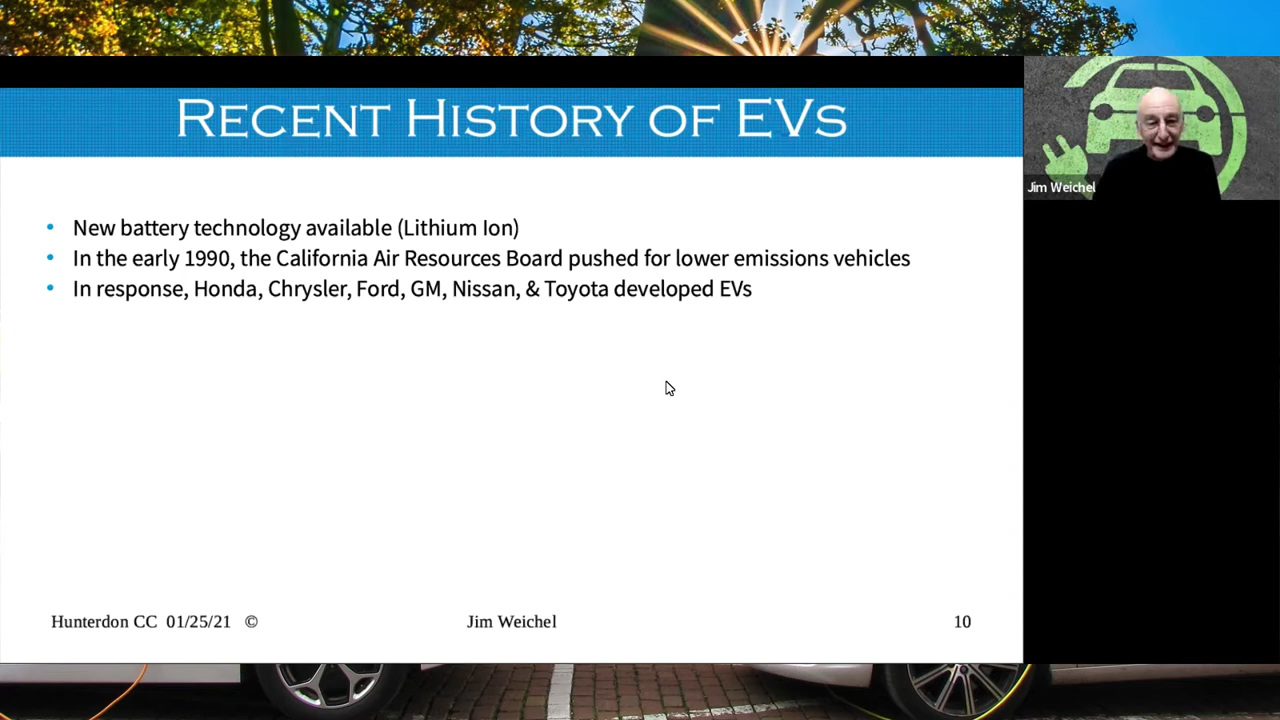 RECENT HISTORY OF EVS
Jim Weichel
• New battery technology available (Lithium Ion)
• In the early 1990, the California Air Resources Board pushed for lower emissions vehicles
• In response, Honda, Chrysler, Ford, GM, Nissan, & Toyota developed EVs
Hunterdon CC 01/25/21 © Jim Weichel 10